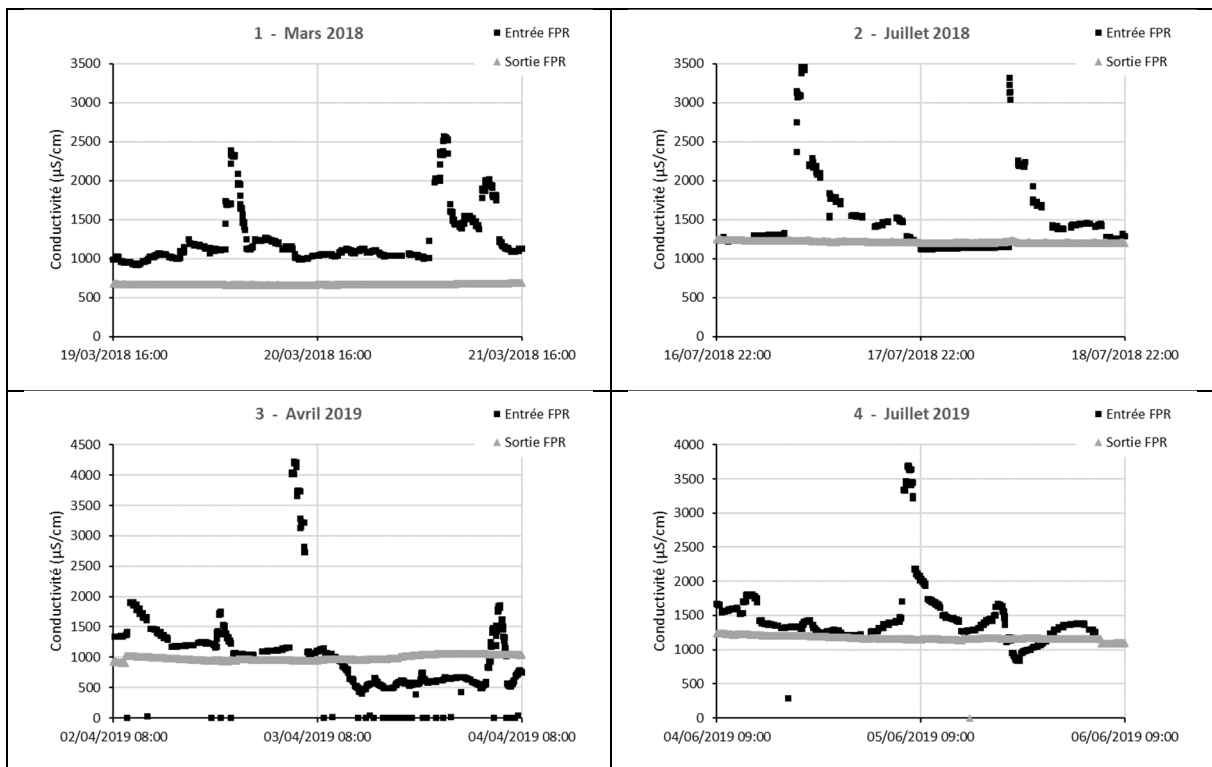 1 - Mars 2018
Entrée FPR
Sortie FPR
Conductivité (µS/cm)
3500
3000
2500
2000
1500
1000
500
0
19/03/2018 16:00
20/03/2018 16:00
21/03/2018 16:00
2 - Juillet 2018
Entrée FPR
Sortie FPR
Conductivité (µS/cm)
3500
3000
2500
2000
1500
1000
500
0
16/07/2018 22:00
17/07/2018 22:00
18/07/2018 22:00
3 - Avril 2019
Entrée FPR
Sortie FPR
Conductivité (µS/cm)
4500
4000
3500
3000
2500
2000
1500
1000
500
0
02/04/2019 08:00
03/04/2019 08:00
04/04/2019 08:00
4 - Juillet 2019
Entrée FPR
Sortie FPR
Conductivité (µS/cm)
4000
3500
3000
2500
2000
1500
1000
500
0
04/06/2019 09:00
05/06/2019 09:00
06/06/2019 09:00